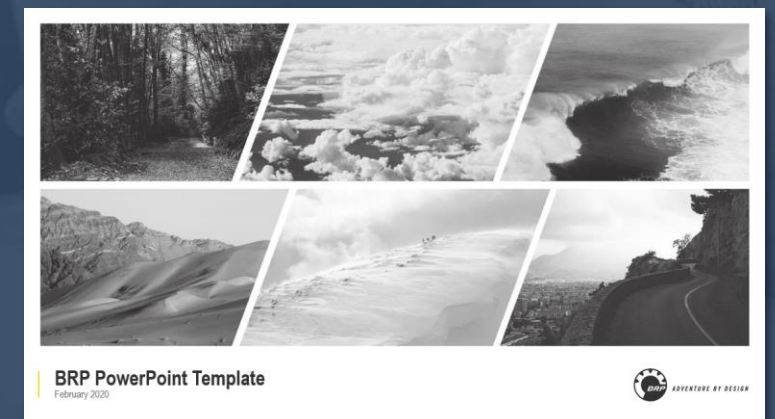 BRP PowerPoint Template
February 2020
BRP
ADVENTURE BY DESIGN